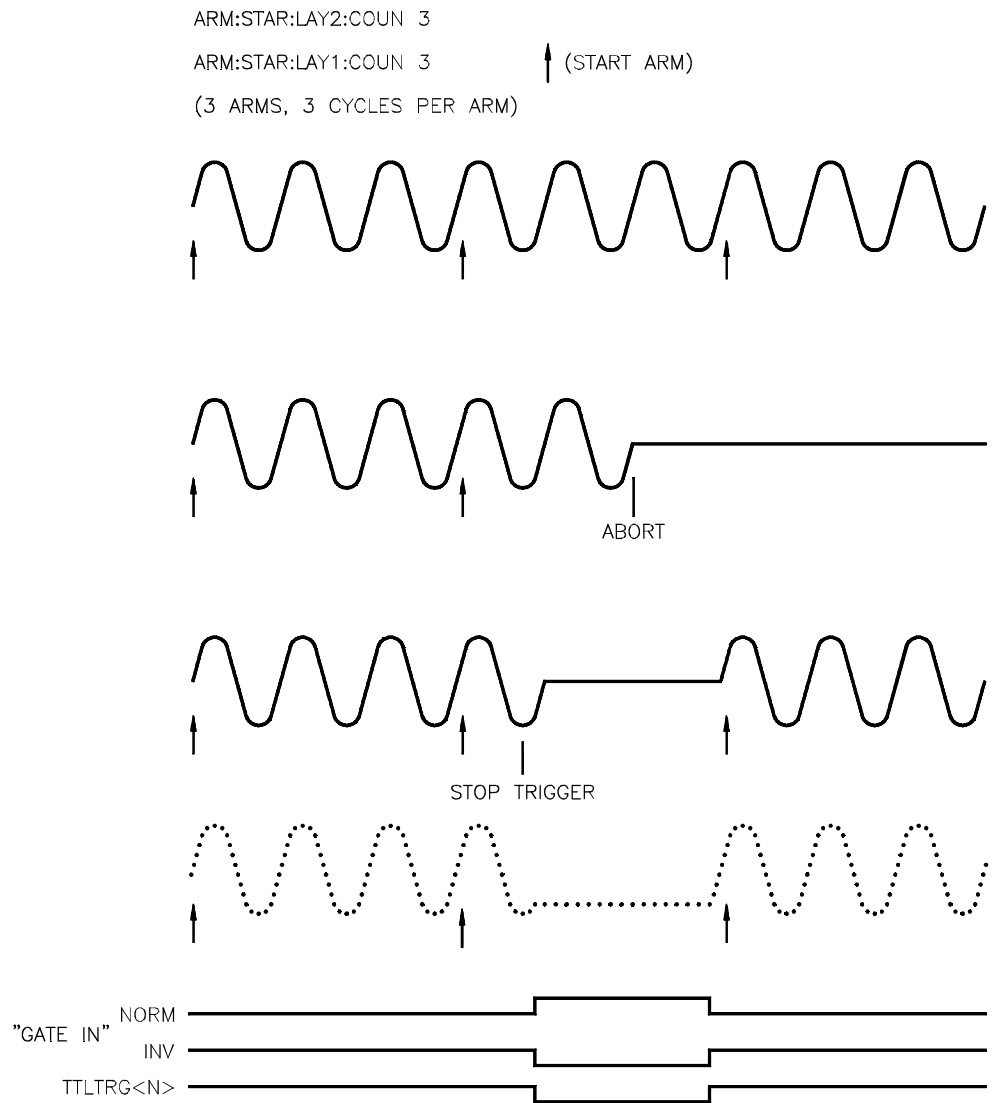 ARM:STAR:LAY2:COUN 3
ARM:STAR:LAY1:COUN 3
(START ARM)
(3 ARMS, 3 CYCLES PER ARM)
ABORT
STOP TRIGGER
NORM
"GATE IN"
INV
TTLTRG<N>